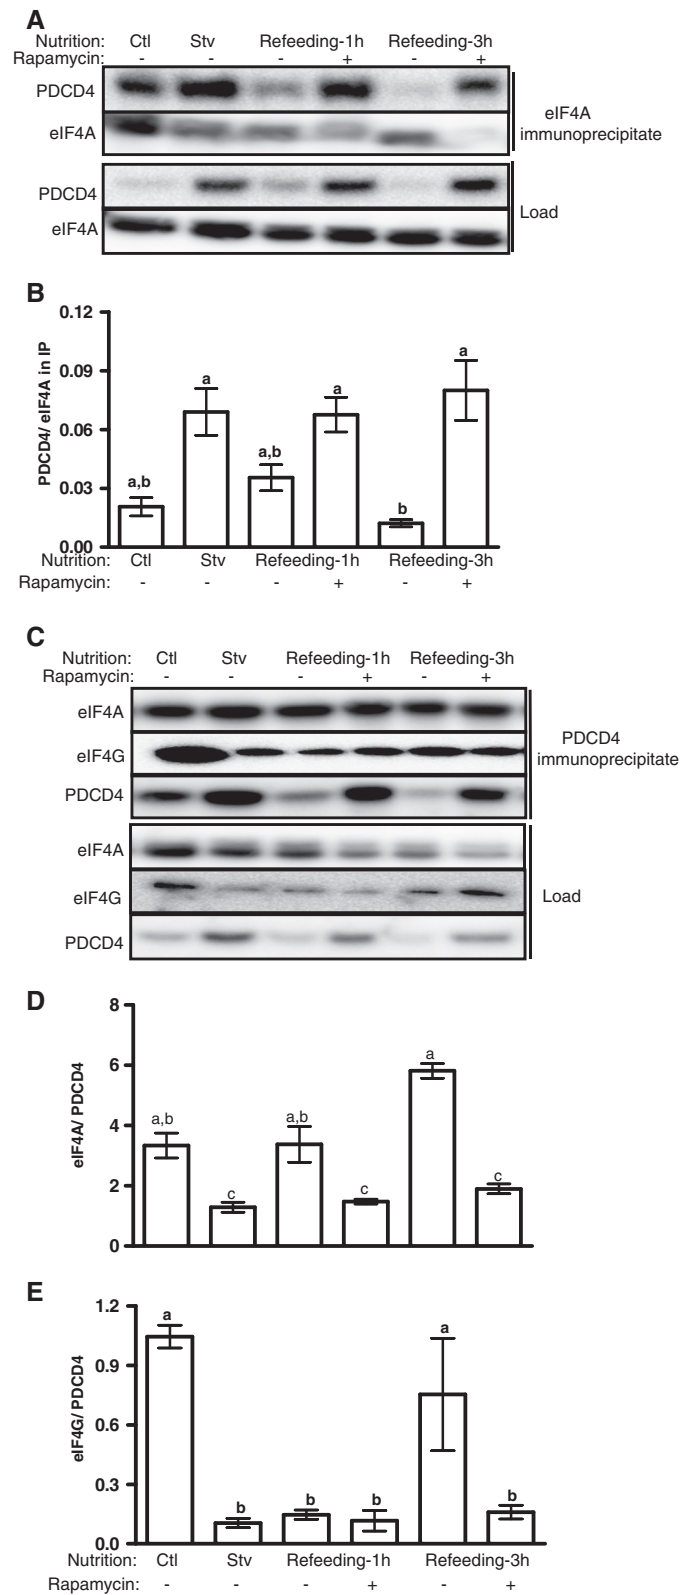 A
Nutrition: Ctl Stv Refeeding-1h Refeeding-3h
Rapamycin: - - - + - +
PDCD4
eIF4A
eIF4A
immunoprecipitate
PDCD4
eIF4A
Load
B
PDCD4/ eIF4A in IP
0.12
0.09
0.06
0.03
0.00
a,b a a,b a b a
Nutrition: Ctl Stv Refeeding-1h Refeeding-3h
Rapamycin: - - - + - +
C
Nutrition: Ctl Stv Refeeding-1h Refeeding-3h
Rapamycin: - - - + - +
eIF4A
eIF4G
PDCD4
PDCD4
immunoprecipitate
eIF4A
eIF4G
PDCD4
Load
D
eIF4A/ PDCD4
8
6
4
2
0
a,b c a,b c a c
E
eIF4G/ PDCD4
1.2
0.9
0.6
0.3
0.0
a b b b a b
Nutrition: Ctl Stv Refeeding-1h Refeeding-3h
Rapamycin: - - - + - +